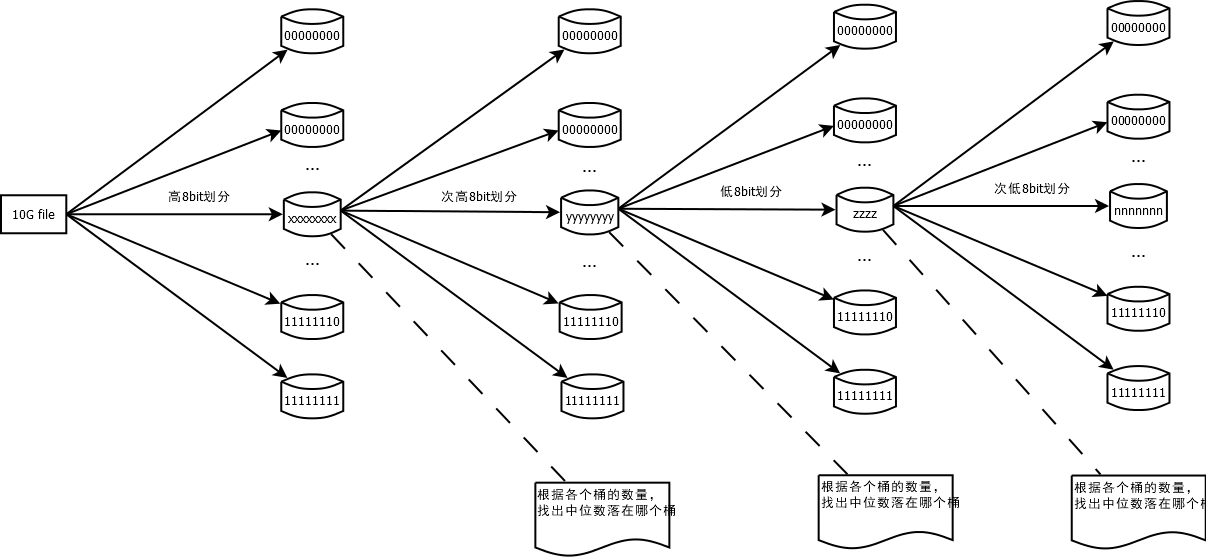 00000000
00000000
00000000
00000000
00000000
00000000
00000000
00000000
...
...
...
...
高8bit划分
次高8bit划分
低8bit划分
次低8bit划分
10G file
xxxxxxxx
yyyyyyyy
zzzz
nnnnnnn
...
...
...
...
11111110
11111110
11111110
11111110
11111111
11111111
11111111
11111111
根据各个桶的数量，
找出中位数落在哪个桶
根据各个桶的数量，
找出中位数落在哪个桶
根据各个桶的数量，
找出中位数落在哪个桶